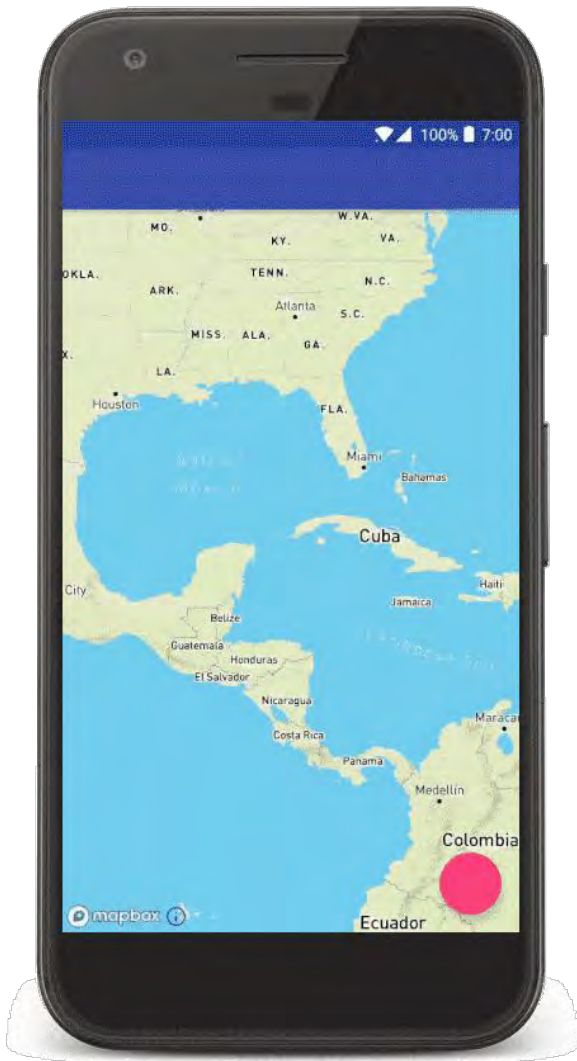 100% 7:00
W.VA.
MO.
KY.
VA.
OKLA.
TENN.
N.C.
ARK.
Atlanta
S.C.
MISS.
ALA.
GA.
X.
LA.
Houston
FLA.
Miami
Bahamas
Cuba
City
Haiti
Jamaica
Belize
Guatemala
Honduras
El Salvador
Nicaragua
Maracai
Costa Rica
Panama
Medellín
Colombia
mapbox
Ecuador